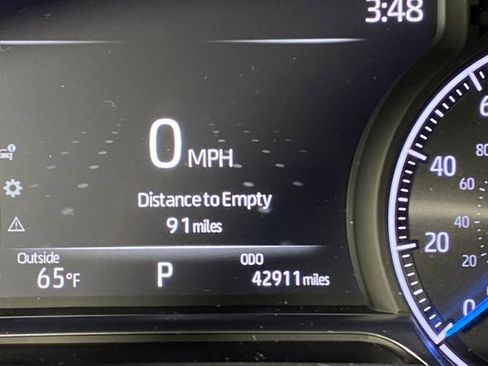 3:48
0 MPH
Distance to Empty
91 miles
Outside
65°F
P
ODO
42911 miles
80
40
60
40
20
20
0
0